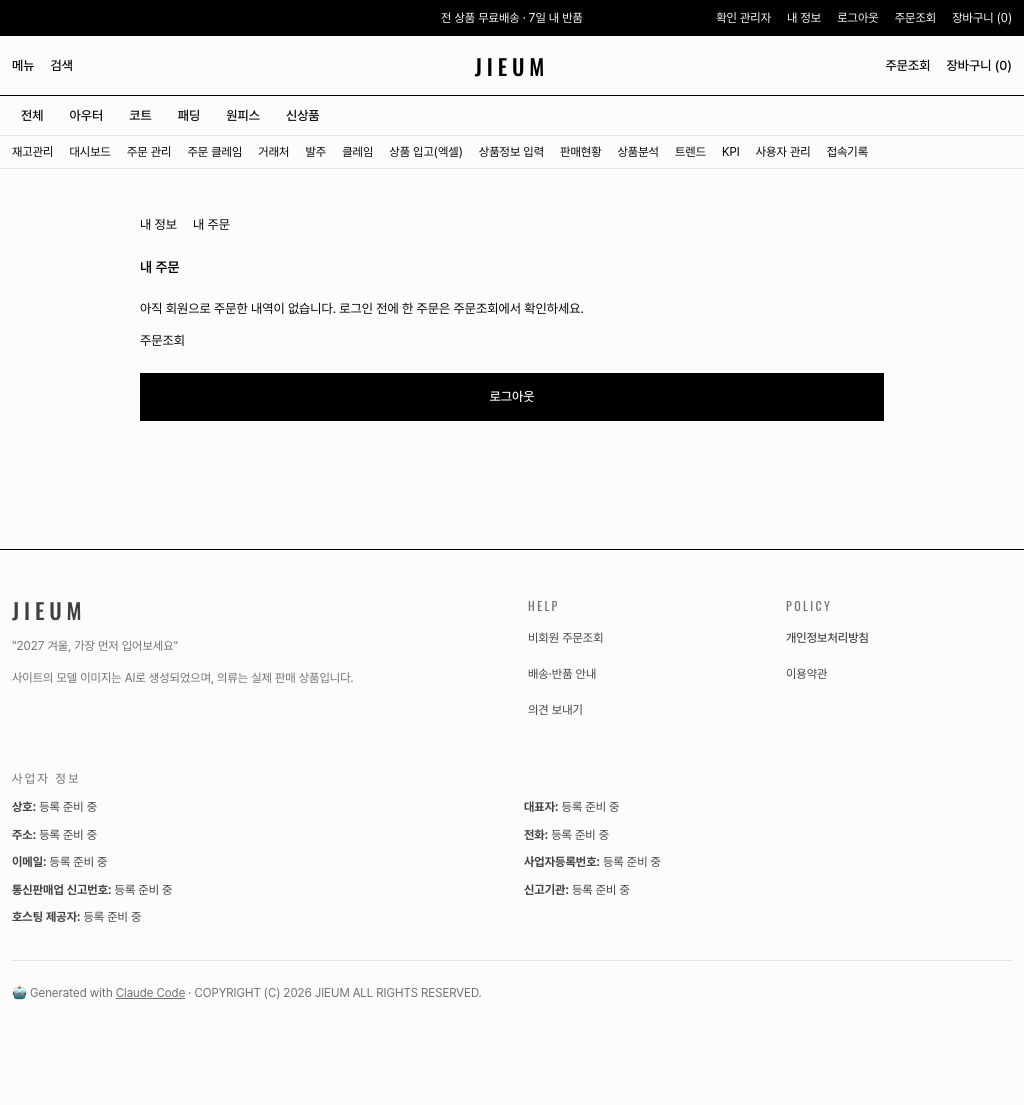 전 상품 무료배송 · 7일 내 반품
확인 관리자 내 정보 로그아웃 주문조회 장바구니 (0)
메뉴 검색 JIEUM 주문조회 장바구니 (0)
전체 아우터 코트 패딩 원피스 신상품
재고관리 대시보드 주문 관리 주문 클레임 거래처 발주 클레임 상품 입고(엑셀) 상품정보 입력 판매현황 상품분석 트렌드 KPI 사용자 관리 접속기록
내 정보 내 주문
내 주문
아직 회원으로 주문한 내역이 없습니다. 로그인 전에 한 주문은 주문조회에서 확인하세요.
주문조회
로그아웃
JIEUM
"2027 겨울, 가장 먼저 입어보세요"
사이트의 모델 이미지는 AI로 생성되었으며, 의류는 실제 판매 상품입니다.
HELP
비회원 주문조회
배송·반품 안내
의견 보내기
POLICY
개인정보처리방침
이용약관
사업자 정보
상호: 등록 준비 중
대표자: 등록 준비 중
주소: 등록 준비 중
전화: 등록 준비 중
이메일: 등록 준비 중
사업자등록번호: 등록 준비 중
통신판매업 신고번호: 등록 준비 중
신고기관: 등록 준비 중
호스팅 제공자: 등록 준비 중
🤖 Generated with Claude Code · COPYRIGHT (C) 2026 JIEUM ALL RIGHTS RESERVED.